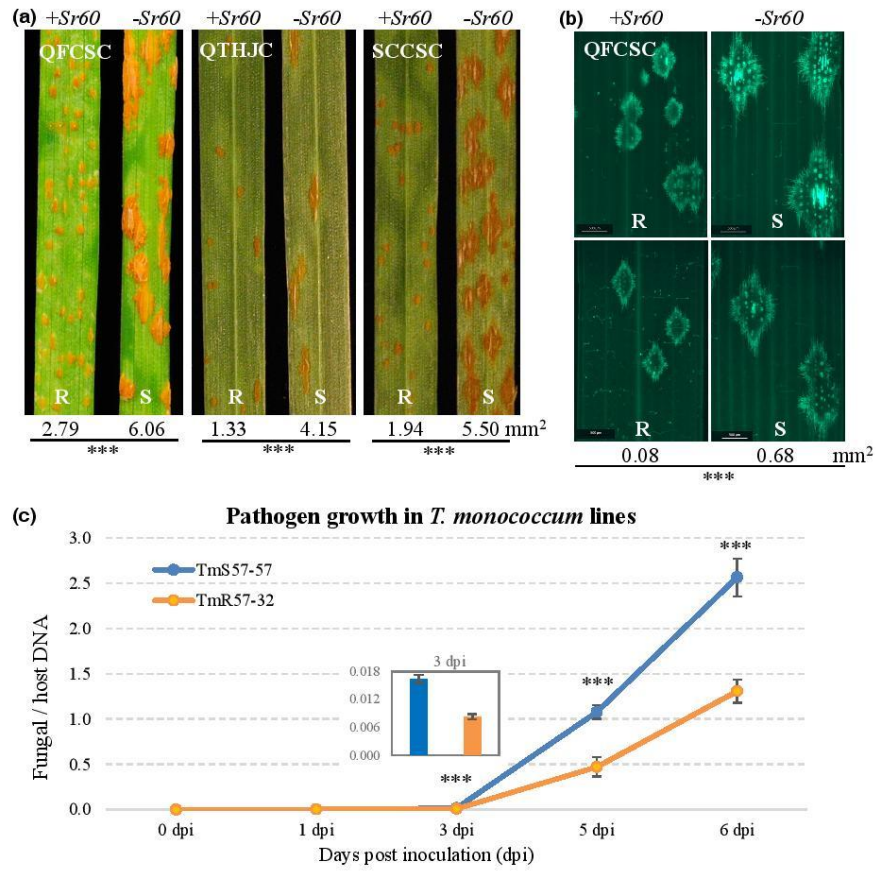 (a) +Sr60 -Sr60 +Sr60 -Sr60 +Sr60 -Sr60
QFCSC QTHJC SCCSC
R S R S R S
2.79 6.06 1.33 4.15 1.94 5.50 mm²
*** *** ***
(b) +Sr60 -Sr60
QFCSC
R S
R S
0.08 0.68 mm²
***
(c) Pathogen growth in T. monococcum lines
Fungal / host DNA
3.0
2.5
2.0
1.5
1.0
0.5
0.0
TmS57-57
TmR57-32
3 dpi
0.018
0.012
0.006
0.000
***
***
***
0 dpi 1 dpi 3 dpi 5 dpi 6 dpi
Days post inoculation (dpi)